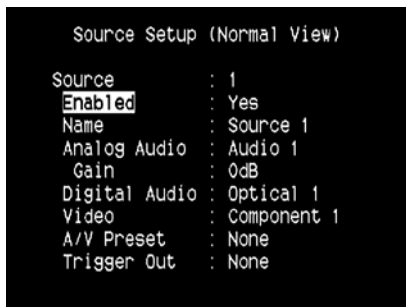 Source Setup (Normal View)
Source : 1
Enabled : Yes
Name : Source 1
Analog Audio : Audio 1
Gain : 0dB
Digital Audio : Optical 1
Video : Component 1
A/V Preset : None
Trigger Out : None